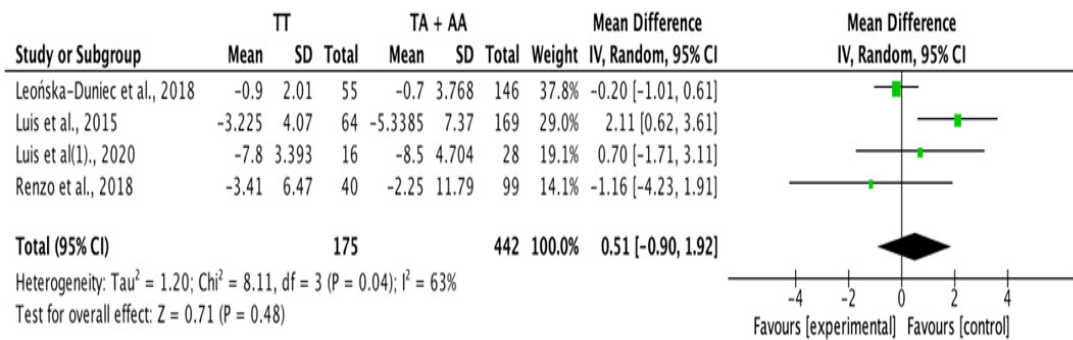 TT TA + AA Mean Difference Mean Difference
Study or Subgroup Mean SD Total Mean SD Total Weight IV, Random, 95% CI IV, Random, 95% CI
Leońska-Duniec et al., 2018 -0.9 2.01 55 -0.7 3.768 146 37.8% -0.20 [-1.01, 0.61]
Luis et al., 2015 -3.225 4.07 64 -5.3385 7.37 169 29.0% 2.11 [0.62, 3.61]
Luis et al(1)., 2020 -7.8 3.393 16 -8.5 4.704 28 19.1% 0.70 [-1.71, 3.11]
Renzo et al., 2018 -3.41 6.47 40 -2.25 11.79 99 14.1% -1.16 [-4.23, 1.91]
Total (95% CI) 175 442 100.0% 0.51 [-0.90, 1.92]
Heterogeneity: Tau² = 1.20; Chi² = 8.11, df = 3 (P = 0.04); I² = 63%
Test for overall effect: Z = 0.71 (P = 0.48)
-4 -2 0 2 4
Favours [experimental] Favours [control]